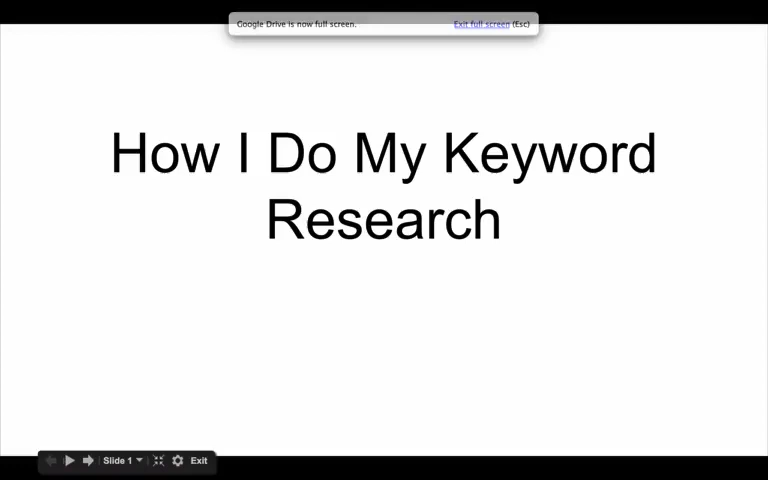 Google Drive is now full screen. Exit full screen (Esc)
How I Do My Keyword
Research
Slide 1 Exit